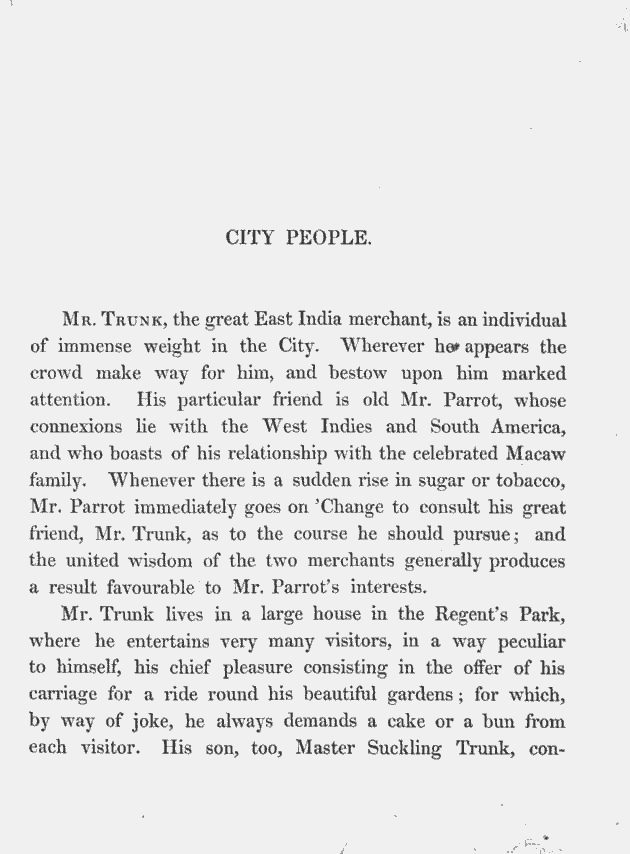 CITY PEOPLE.
MR. TRUNK, the great East India merchant, is an individual
of immense weight in the City. Wherever he appears the
crowd make way for him, and bestow upon him marked
attention. His particular friend is old Mr. Parrot, whose
connexions lie with the West Indies and South America,
and who boasts of his relationship with the celebrated Macaw
family. Whenever there is a sudden rise in sugar or tobacco,
Mr. Parrot immediately goes on 'Change to consult his great
friend, Mr. Trunk, as to the course he should pursue; and
the united wisdom of the two merchants generally produces
a result favourable to Mr. Parrot's interests.
Mr. Trunk lives in a large house in the Regent's Park,
where he entertains very many visitors, in a way peculiar
to himself, his chief pleasure consisting in the offer of his
carriage for a ride round his beautiful gardens; for which,
by way of joke, he always demands a cake or a bun from
each visitor. His son, too, Master Suckling Trunk, con-